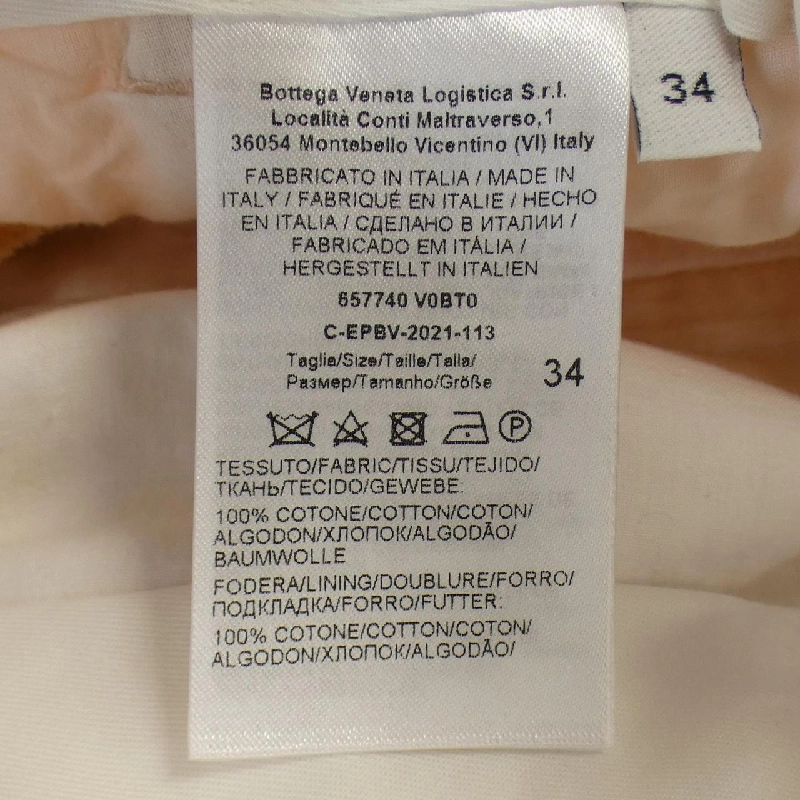 34
Bottega Veneta Logistica S.r.l.
Località Conti Maltraverso,1
36054 Montebello Vicentino (VI) Italy
FABBRICATO IN ITALIA / MADE IN
ITALY / FABRIQUÉ EN ITALIE / HECHO
EN ITALIA / СДЕЛАНО В ИТАЛИИ /
FABRICADO EM ITÁLIA /
HERGESTELLT IN ITALIEN
657740 V0BT0
C-EPBV-2021-113
Taglia/Size/Taille/Talla/
Размер/Tamanho/Größe 34
P
TESSUTO/FABRIC/TISSU/TEJIDO/
ТКАНЬ/TECIDO/GEWEBE:
100% COTONE/COTTON/COTON/
ALGODON/ХЛОПОК/ALGODÃO/
BAUMWOLLE
FODERA/LINING/DOUBLURE/FORRO/
ПОДКЛАДКА/FORRO/FUTTER:
100% COTONE/COTTON/COTON/
ALGODON/ХЛОПОК/ALGODÃO/